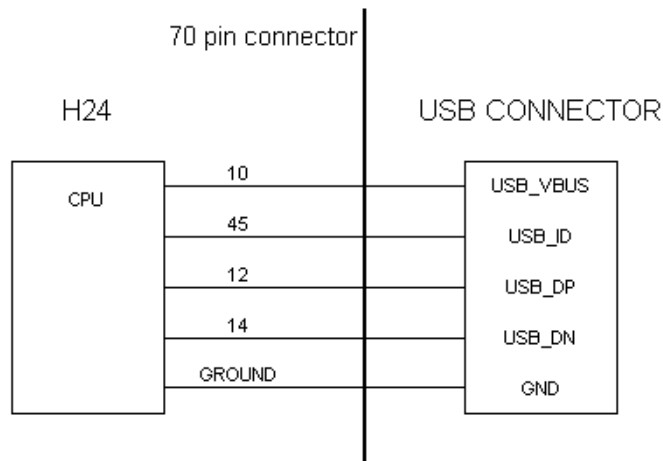 70 pin connector
H24
USB CONNECTOR
CPU
10
USB_VBUS
45
USB_ID
12
USB_DP
14
USB_DN
GROUND
GND